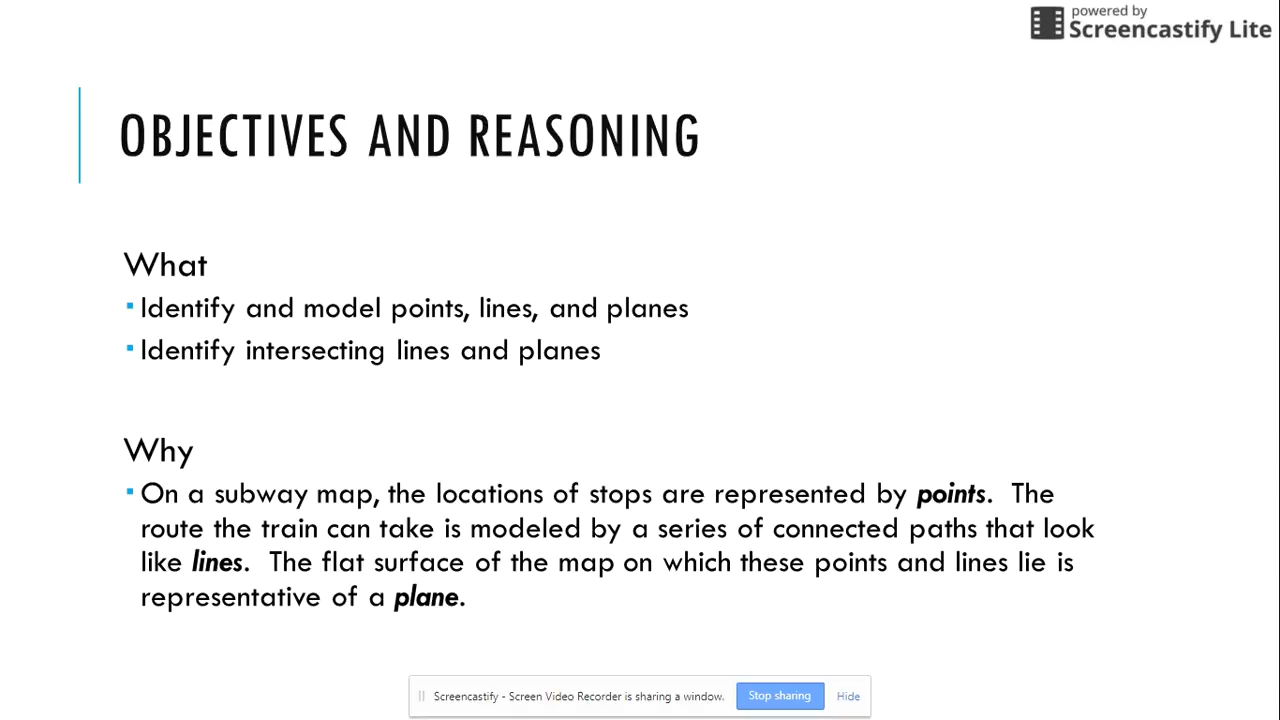 powered by
Screencastify Lite
OBJECTIVES AND REASONING
What
▪ Identify and model points, lines, and planes
▪ Identify intersecting lines and planes
Why
▪ On a subway map, the locations of stops are represented by points.  The
route the train can take is modeled by a series of connected paths that look
like lines.  The flat surface of the map on which these points and lines lie is
representative of a plane.
Screencastify - Screen Video Recorder is sharing a window. Stop sharing Hide